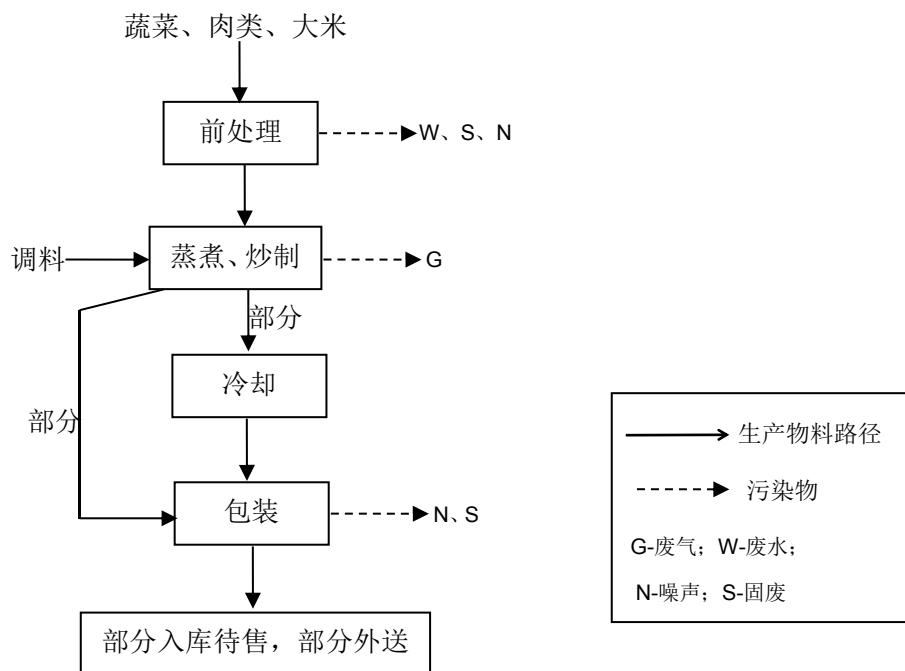 蔬菜、肉类、大米
前处理
W、S、N
调料
蒸煮、炒制
G
部分
冷却
部分
包装
N、S
部分入库待售，部分外送
生产物料路径
污染物
G-废气；W-废水；
N-噪声；S-固废